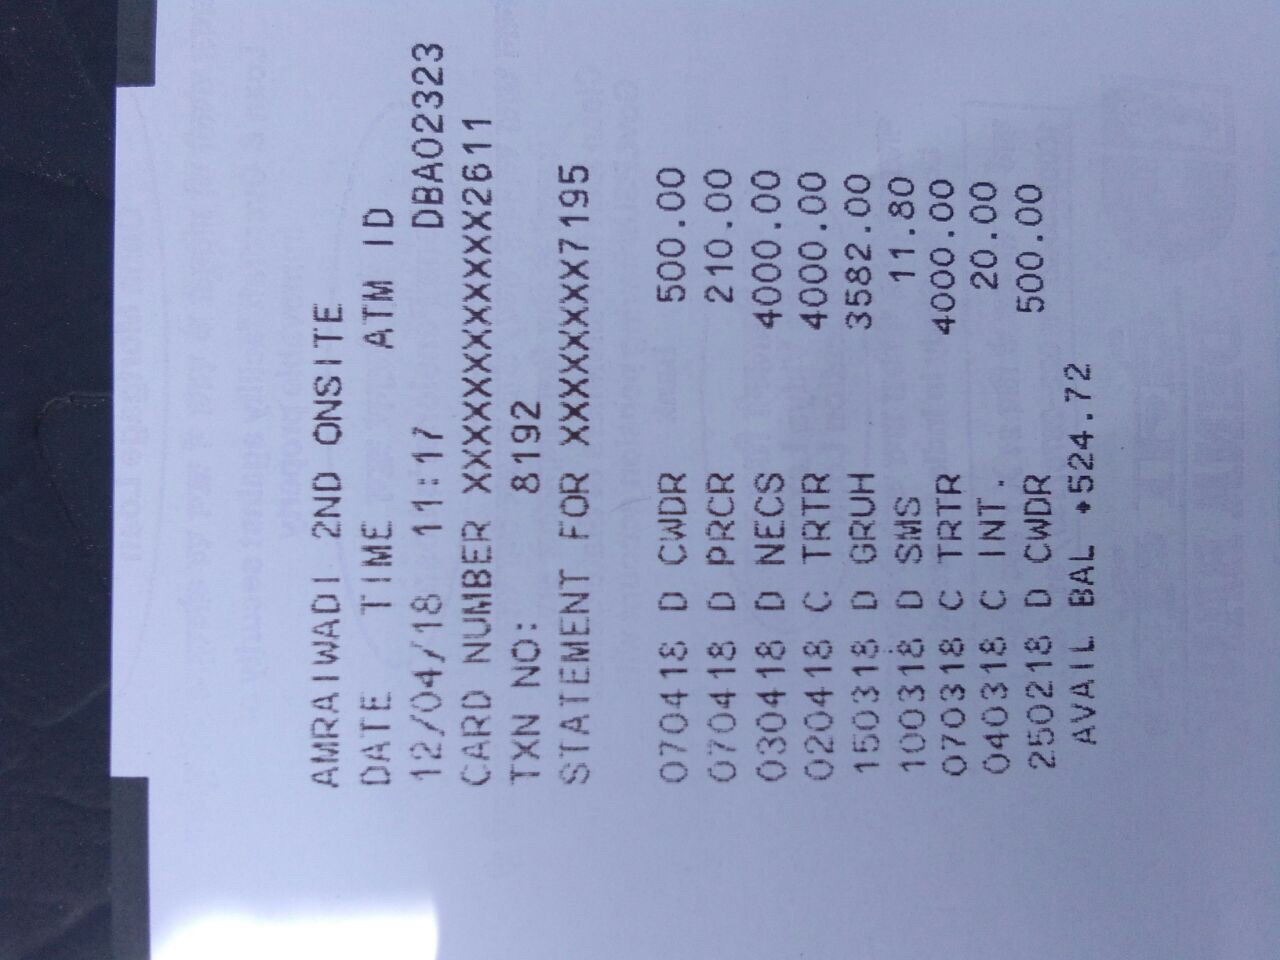 AMRAIWADI 2ND ONSITE
DATE TIME ATM ID
12/04/18 11:17 DBA02323
CARD NUMBER XXXXXXXXXXXX2611
TXN NO: 8192
STATEMENT FOR XXXXXXX7195
070418 D CWDR 500.00
070418 D PRCR 210.00
030418 D NECS 4000.00
020418 C TRTR 4000.00
150318 D GRUH 3582.00
100318 D SMS 11.80
070318 C TRTR 4000.00
040318 C INT. 20.00
250218 D CWDR 500.00
AVAIL BAL +524.72